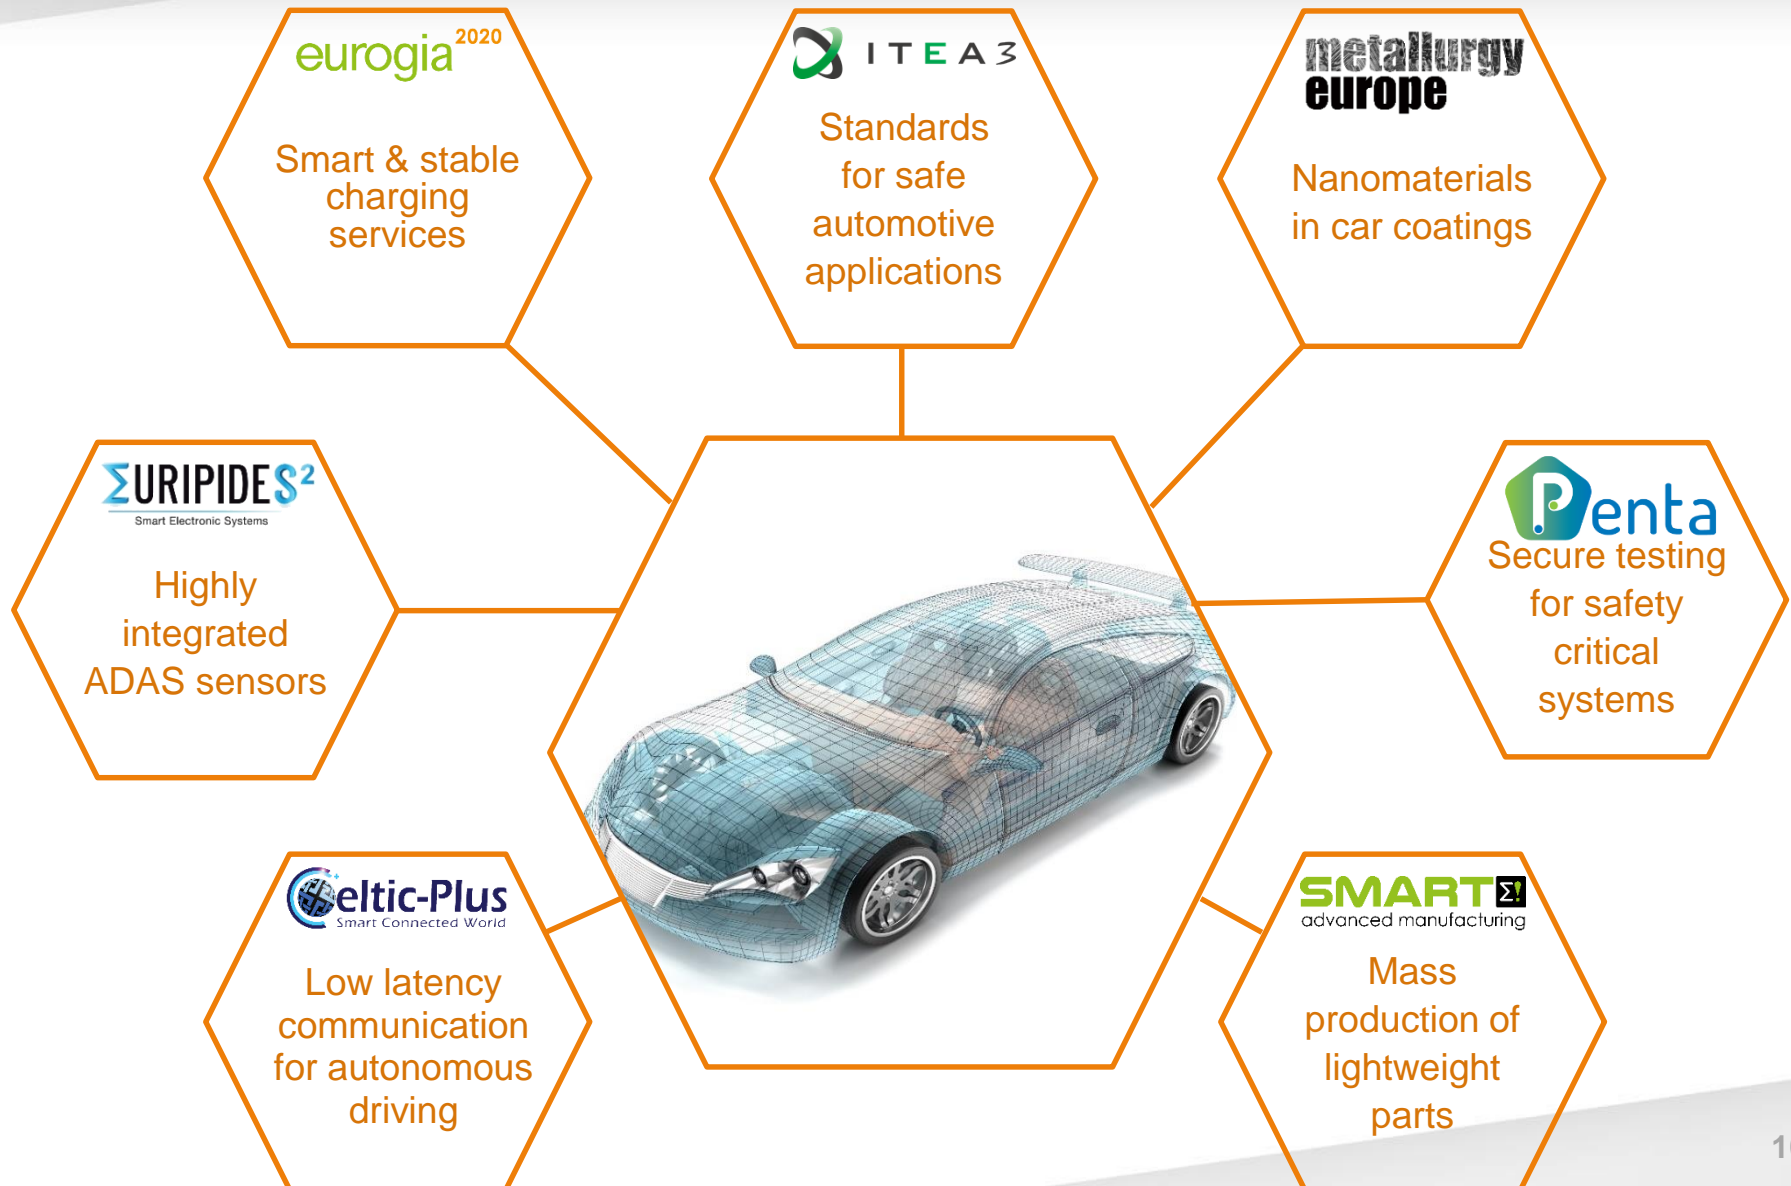 eurogia2020
Smart & stable
charging
services
ITEA3
Standards
for safe
automotive
applications
metallurgy
europe
Nanomaterials
in car coatings
ΣURIPIDES²
Smart Electronic Systems
Highly
integrated
ADAS sensors
Penta
Secure testing
for safety
critical
systems
Celtic-Plus
Smart Connected World
Low latency
communication
for autonomous
driving
SMART Σ!
advanced manufacturing
Mass
production of
lightweight
parts